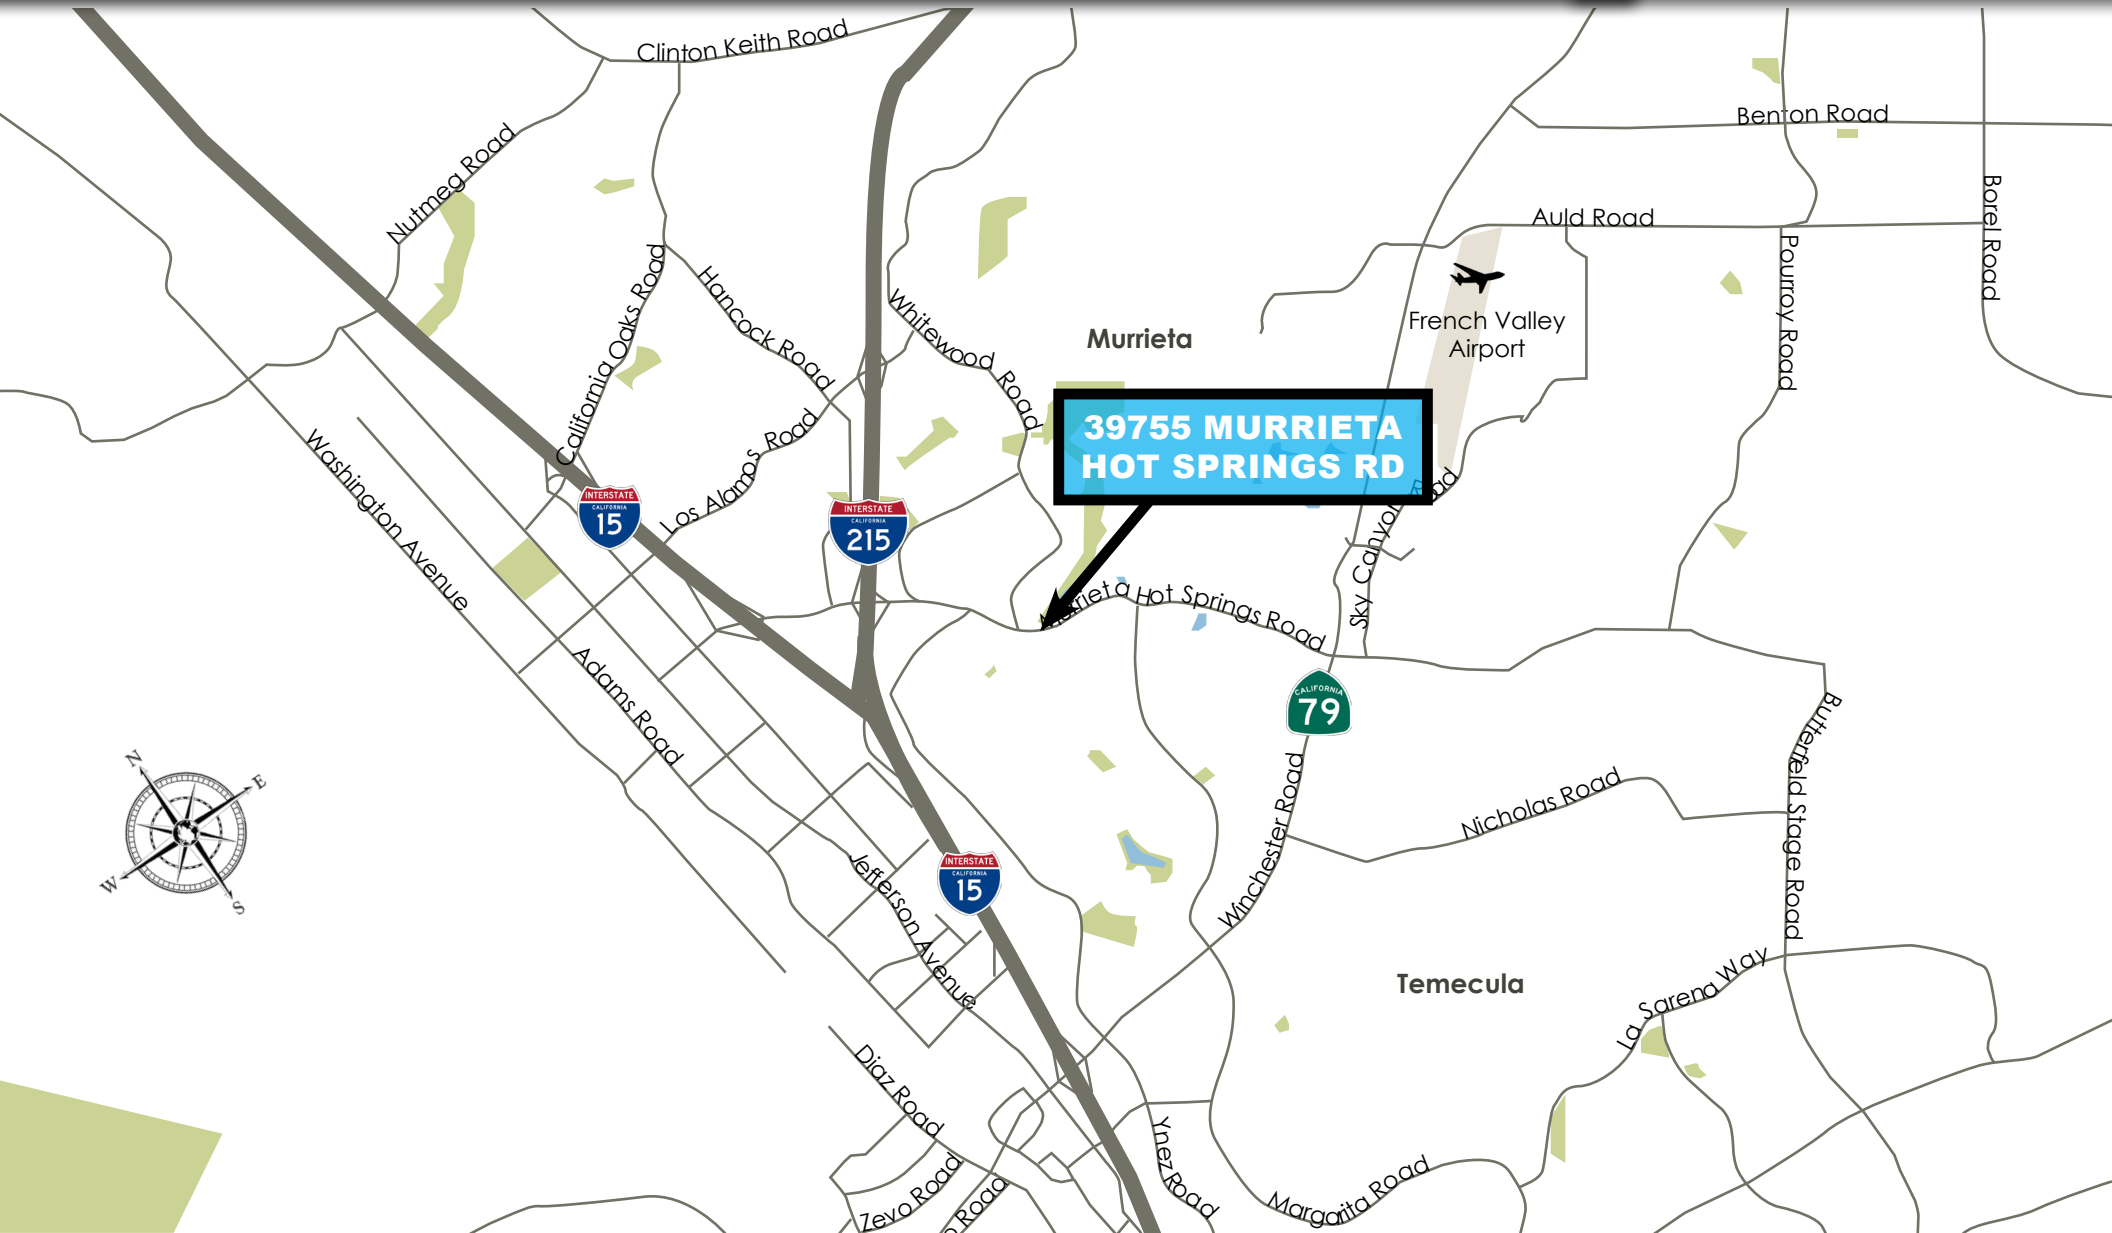 Clinton Keith Road
Benton Road
Nutmeg Road
Borel Road
Auld Road
California Oaks Road
Hancock Road
Pourroy Road
Whitewood Road
Murrieta
French Valley
Airport
39755 MURRIETA
HOT SPRINGS RD
Washington Avenue
Los Alamos Road
INTERSTATE
CALIFORNIA
15
INTERSTATE
CALIFORNIA
215
Sky Canyon
Hot Springs Road
Adams Road
CALIFORNIA
79
Butterfield Stage Road
N
E
W
S
Winchester Road
Nicholas Road
Jefferson Avenue
INTERSTATE
CALIFORNIA
15
Temecula
La Sarena Way
Diaz Road
Ynez Road
Zevo Road
Road
Margarita Road